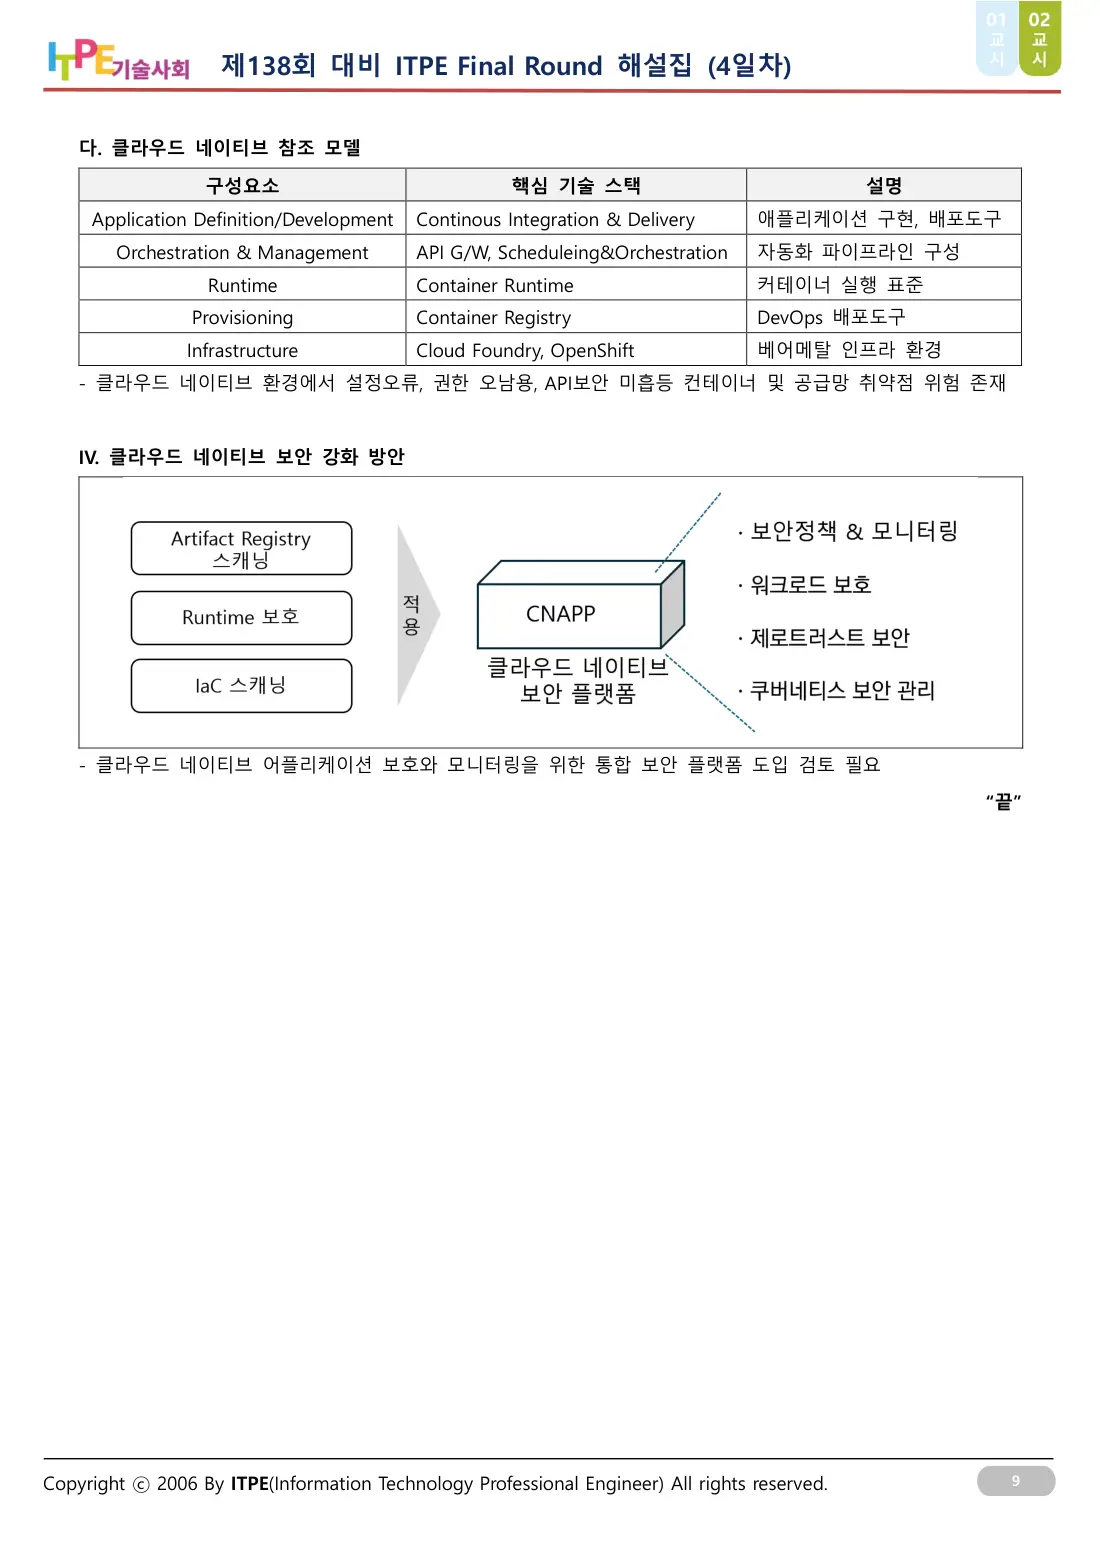 ITPE기술사회 제138회 대비 ITPE Final Round 해설집 (4일차)
01 교 시
02 교 시
다. 클라우드 네이티브 참조 모델
구성요소 핵심 기술 스택 설명
Application Definition/Development Continous Integration & Delivery 애플리케이션 구현, 배포도구
Orchestration & Management API G/W, Scheduleing&Orchestration 자동화 파이프라인 구성
Runtime Container Runtime 커테이너 실행 표준
Provisioning Container Registry DevOps 배포도구
Infrastructure Cloud Foundry, OpenShift 베어메탈 인프라 환경
- 클라우드 네이티브 환경에서 설정오류, 권한 오남용, API보안 미흡등 컨테이너 및 공급망 취약점 위험 존재
IV. 클라우드 네이티브 보안 강화 방안
Artifact Registry
스캐닝
Runtime 보호
IaC 스캐닝
적
용
CNAPP
클라우드 네이티브
보안 플랫폼
· 보안정책 & 모니터링
· 워크로드 보호
· 제로트러스트 보안
· 쿠버네티스 보안 관리
- 클라우드 네이티브 어플리케이션 보호와 모니터링을 위한 통합 보안 플랫폼 도입 검토 필요
“끝”
Copyright ⓒ 2006 By ITPE(Information Technology Professional Engineer) All rights reserved.
9